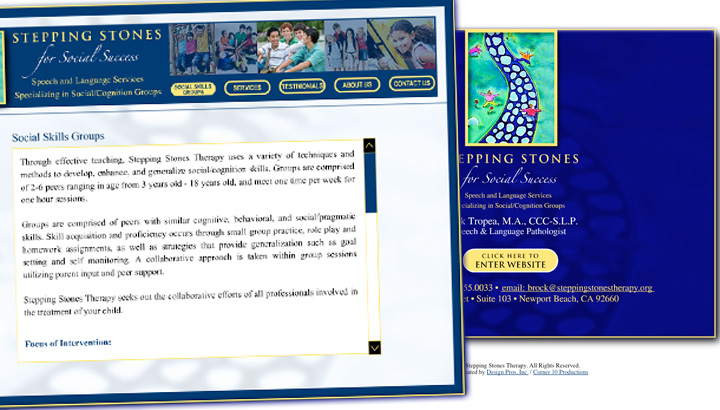 STEPPING STONES
for Social Success
Speech and Language Services
Specializing in Social/Cognition Groups
SOCIAL SKILLS
GROUPS
SERVICES
TESTIMONIALS
ABOUT US
CONTACT US
Social Skills Groups
Through effective teaching, Stepping Stones Therapy uses a variety of techniques and
methods to develop, enhance, and generalize social/cognition skills. Groups are comprised
of 2-6 peers ranging in age from 3 years old - 18 years old, and meet one time per week for
one hour sessions.
Groups are comprised of peers with similar cognitive, behavioral, and social/pragmatic
skills. Skill acquisition and proficiency occurs through small group practice, role play and
homework assignments, as well as strategies that provide generalization such as goal
setting and self monitoring. A collaborative approach is taken within group sessions
utilizing parent input and peer support.
Stepping Stones Therapy seeks out the collaborative efforts of all professionals involved in
the treatment of your child.
Focus of Intervention:
EPPING STONES
for Social Success
Speech and Language Services
cializing in Social/Cognition Groups
k Tropea, M.A., CCC-S.L.P.
eech & Language Pathologist
CLICK HERE TO
ENTER WEBSITE
55.0033 • email: brock@steppingstonestherapy.org
et • Suite 103 • Newport Beach, CA 92660
Stepping Stones Therapy. All Rights Reserved.
ated by Design Pros, Inc. / Corner 10 Productions